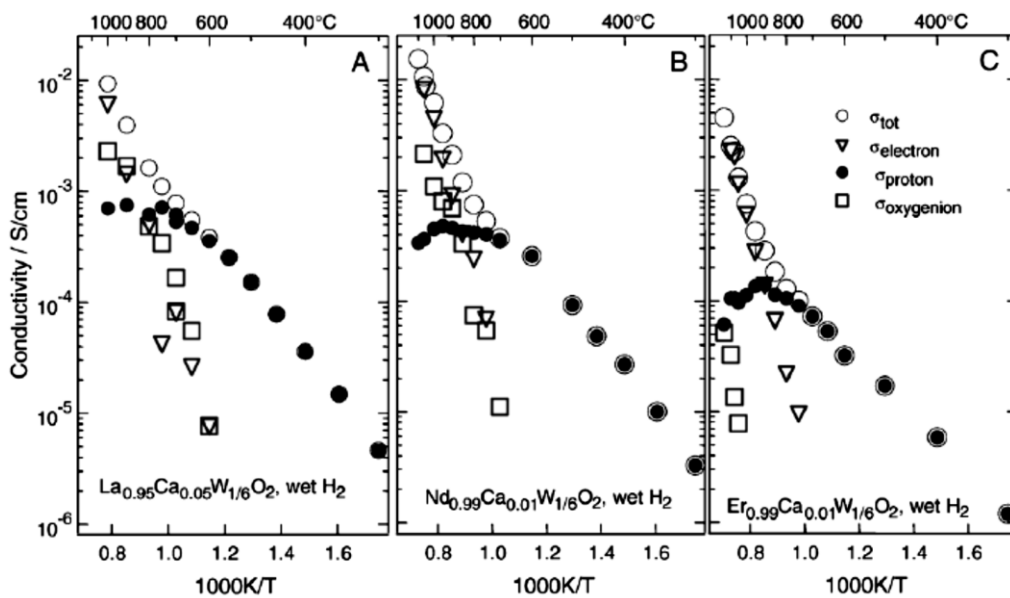 1000 800 600 400°C
1000 800 600 400°C
1000 800 600 400°C
A
B
C
Conductivity / S/cm
10⁻²
10⁻³
10⁻⁴
10⁻⁵
10⁻⁶
σtot
σelectron
σproton
σoxygenion
La0.95Ca0.05W1/6O2, wet H2
Nd0.99Ca0.01W1/6O2, wet H2
Er0.99Ca0.01W1/6O2, wet H2
0.8 1.0 1.2 1.4 1.6
0.8 1.0 1.2 1.4 1.6
0.8 1.0 1.2 1.4 1.6
1000K/T
1000K/T
1000K/T